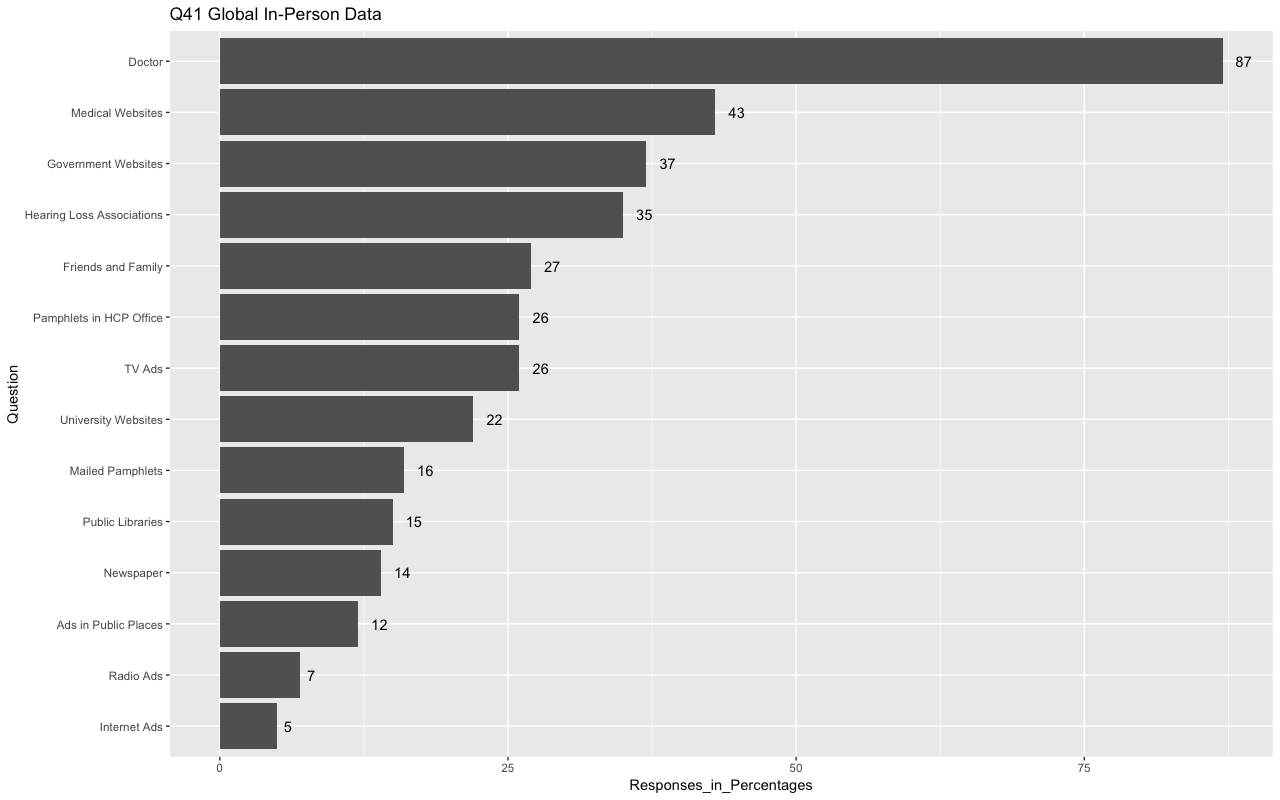 Q41 Global In-Person Data
Doctor 87
Medical Websites 43
Government Websites 37
Hearing Loss Associations 35
Friends and Family 27
Pamphlets in HCP Office 26
TV Ads 26
University Websites 22
Mailed Pamphlets 16
Public Libraries 15
Newspaper 14
Ads in Public Places 12
Radio Ads 7
Internet Ads 5
Question
0 25 50 75
Responses_in_Percentages